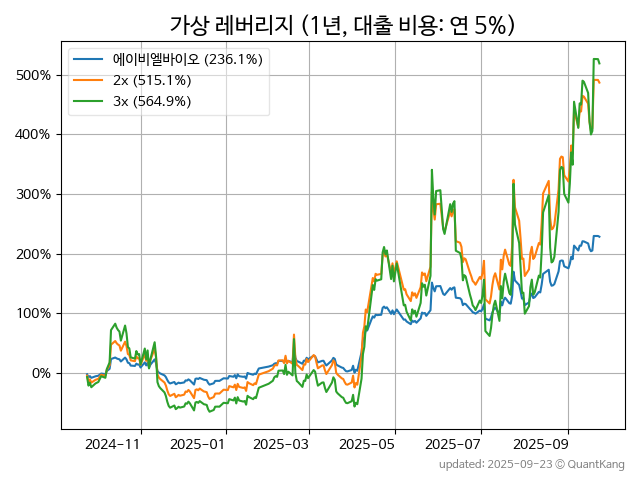 가상 레버리지 (1년, 대출 비용: 연 5%)
에이비엘바이오 (236.1%)
2x (515.1%)
3x (564.9%)
500%
400%
300%
200%
100%
0%
2024-11
2025-01
2025-03
2025-05
2025-07
2025-09
updated: 2025-09-23 © QuantKang